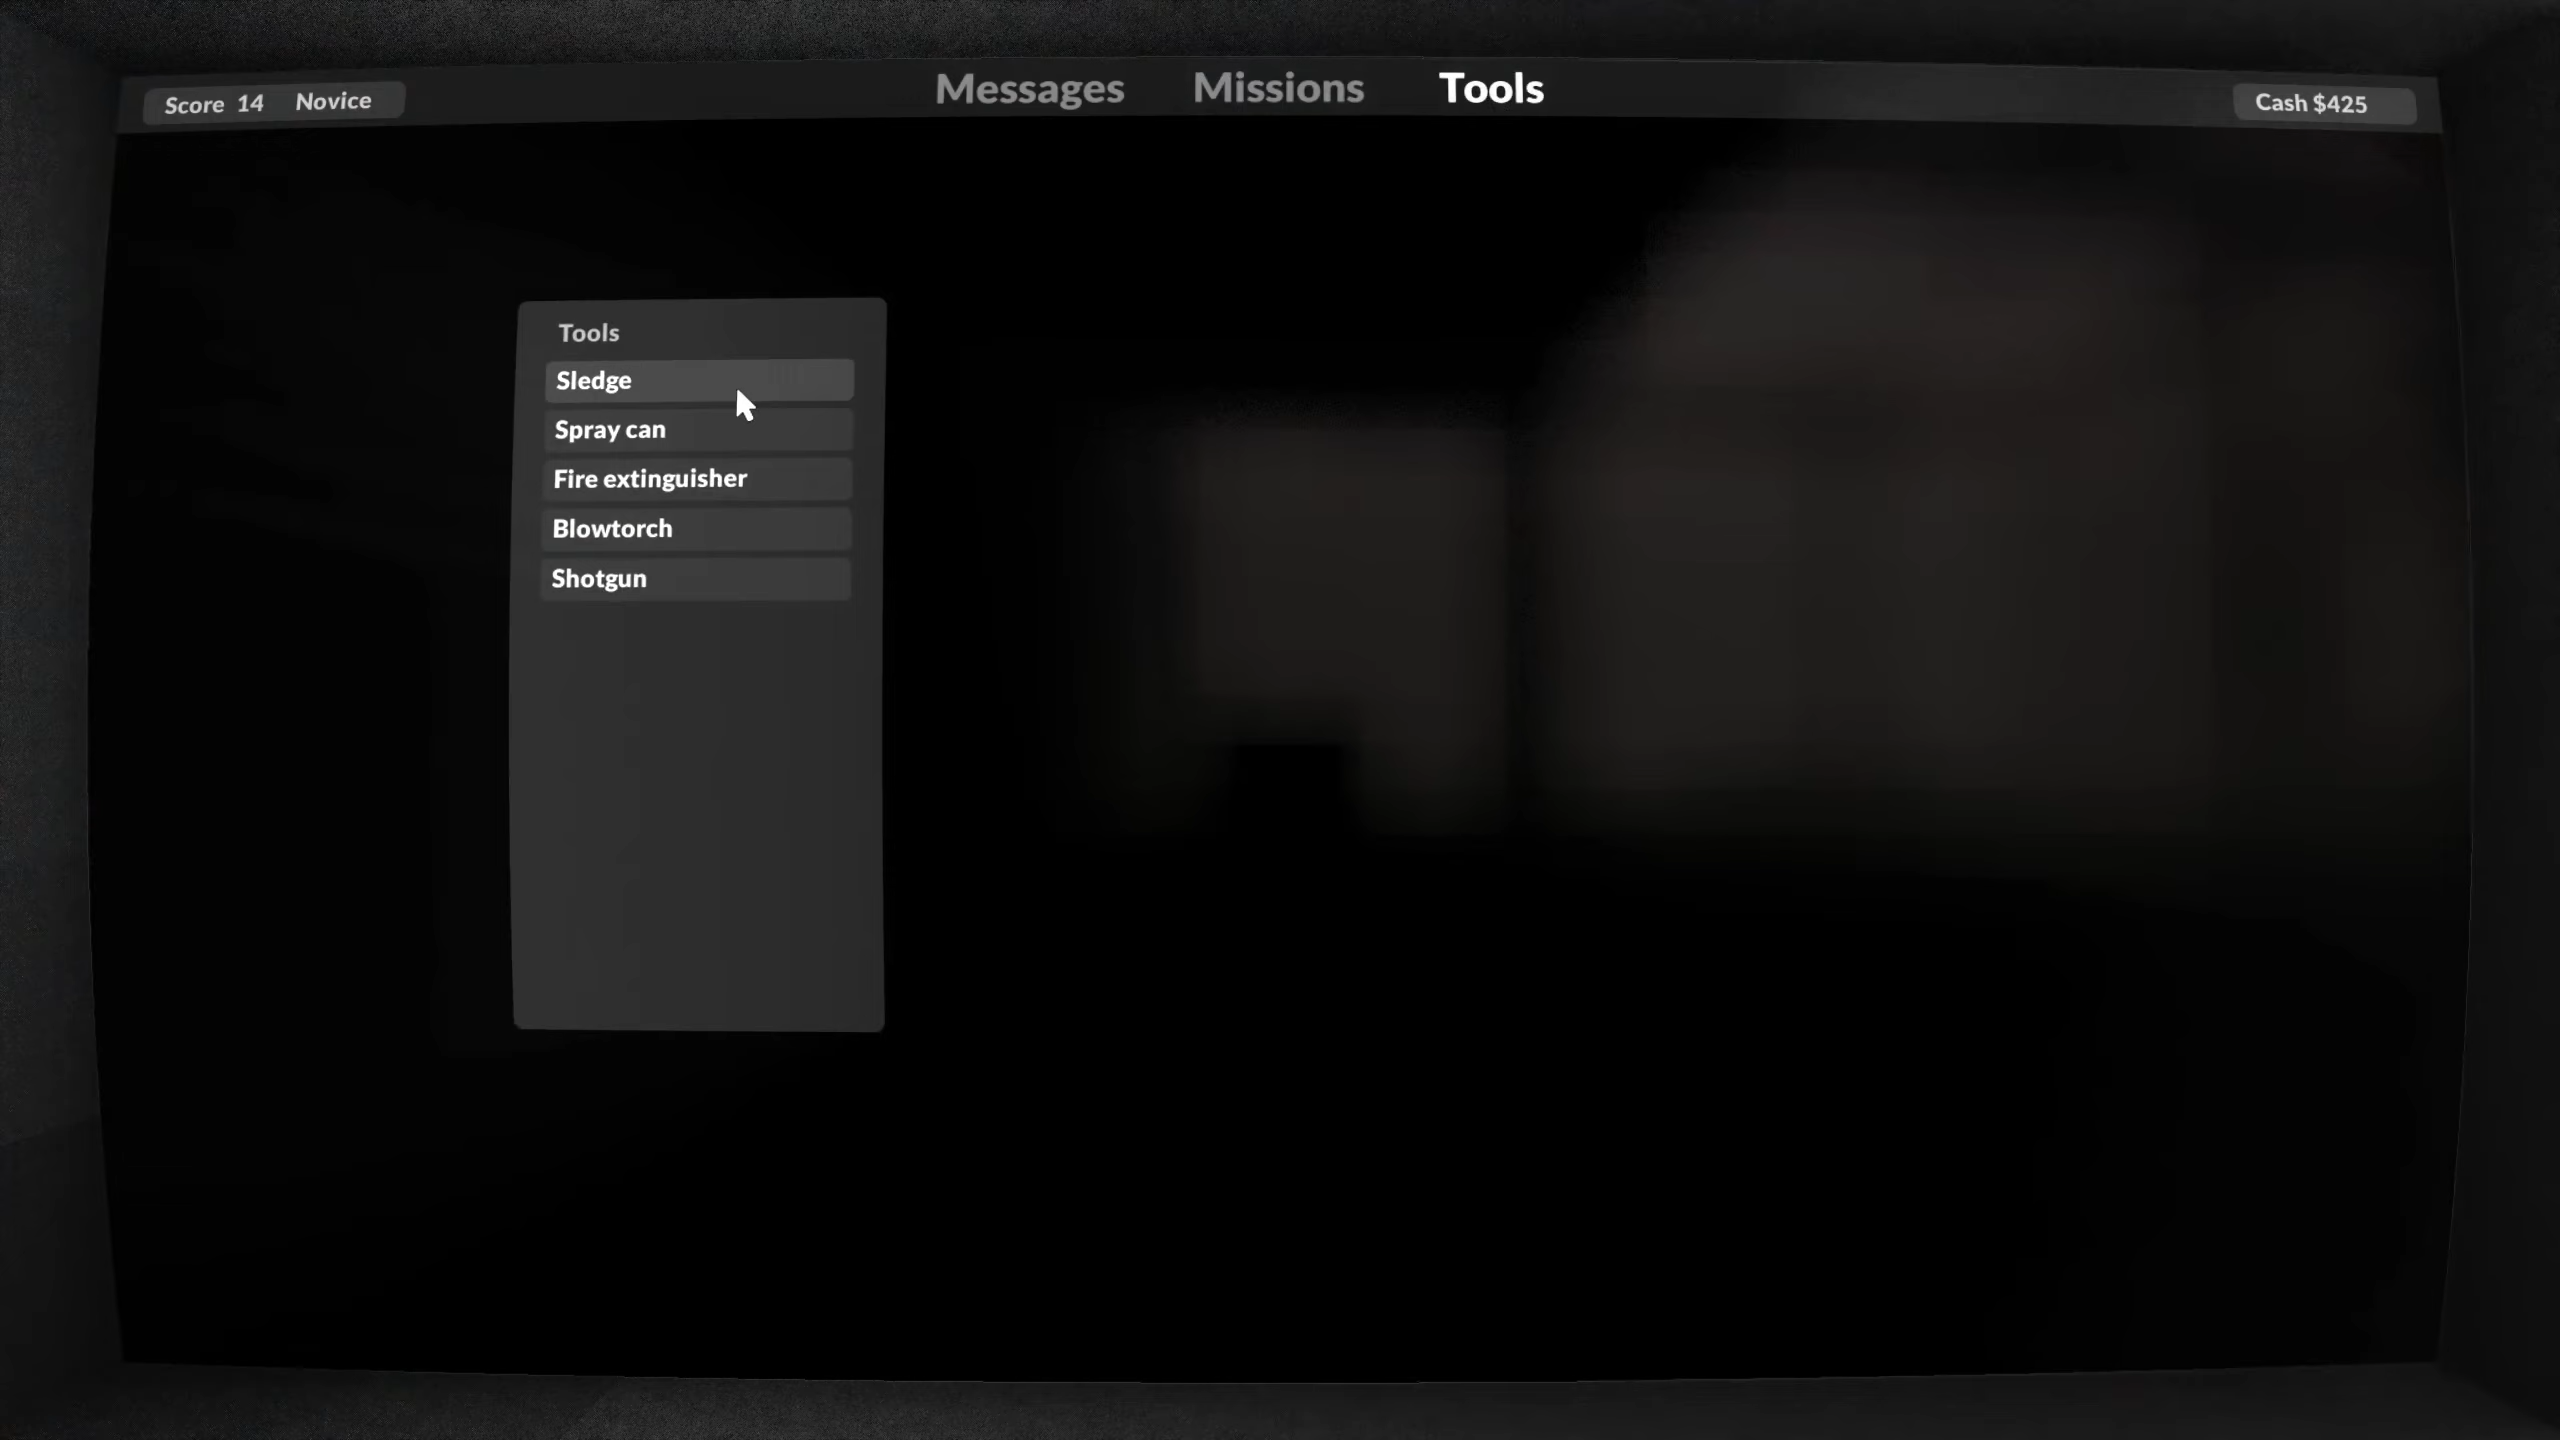 Score 14 Novice
Messages Missions Tools
Cash $425
Tools
Sledge
Spray can
Fire extinguisher
Blowtorch
Shotgun